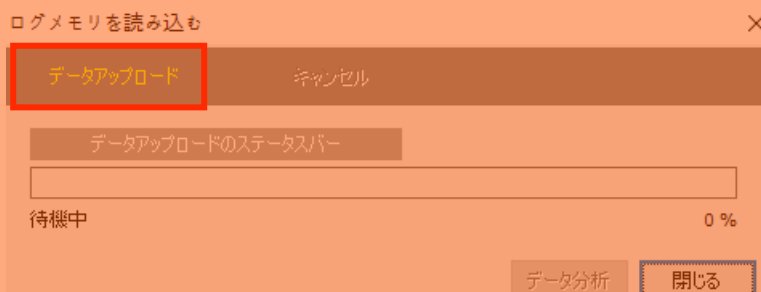 ログメモリを読み込む
データアップロード キャンセル
データアップロードのステータスバー
待機中 0 %
データ分析 閉じる